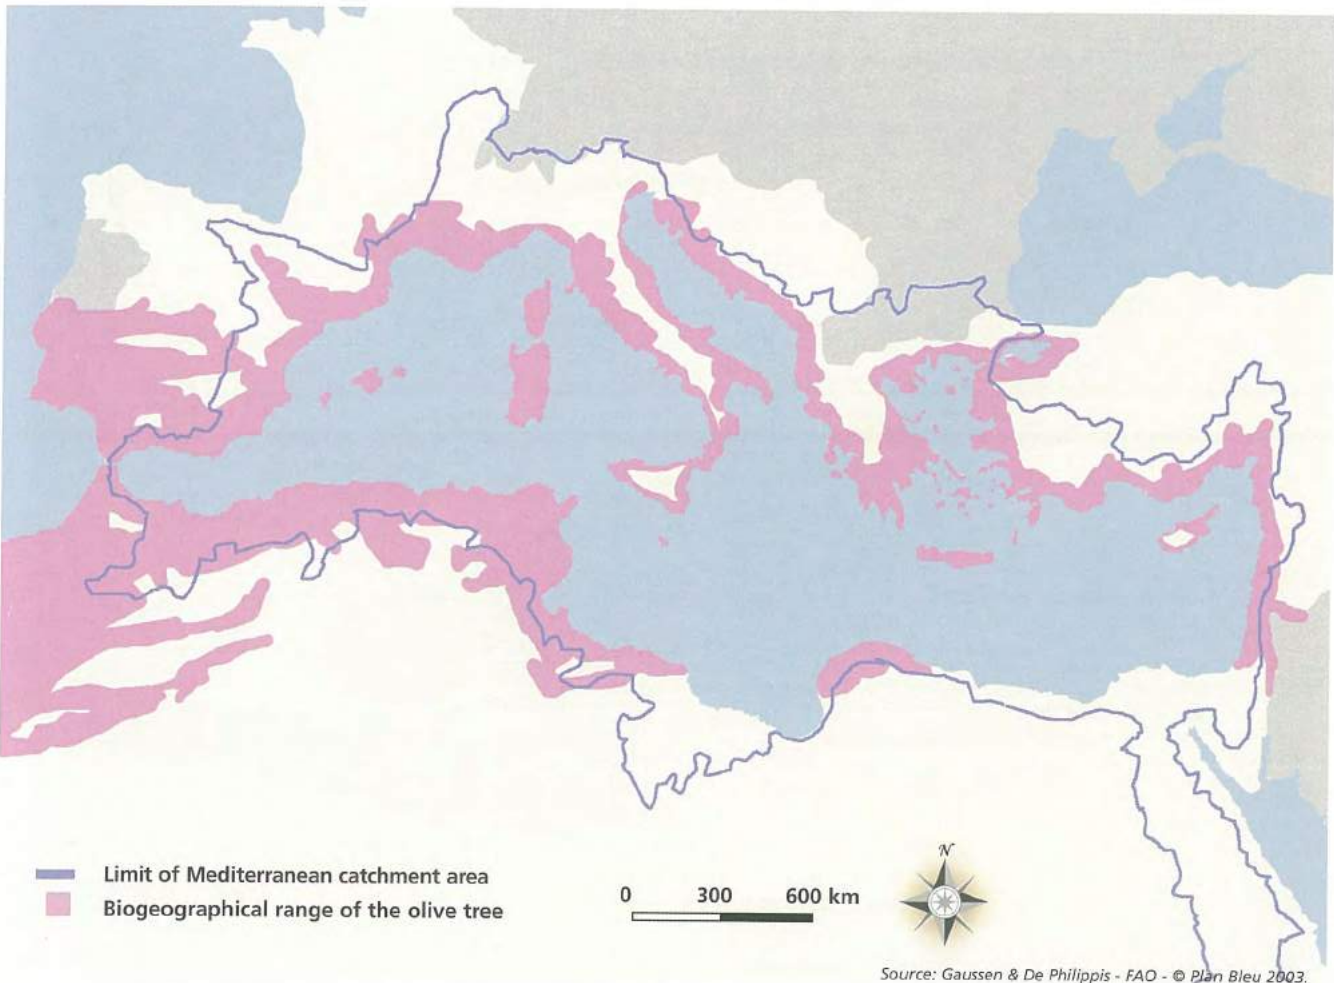 Limit of Mediterranean catchment area
Biogeographical range of the olive tree
0 300 600 km
N
Source: Gaussen & De Philippis - FAO - © Plan Bleu 2003.